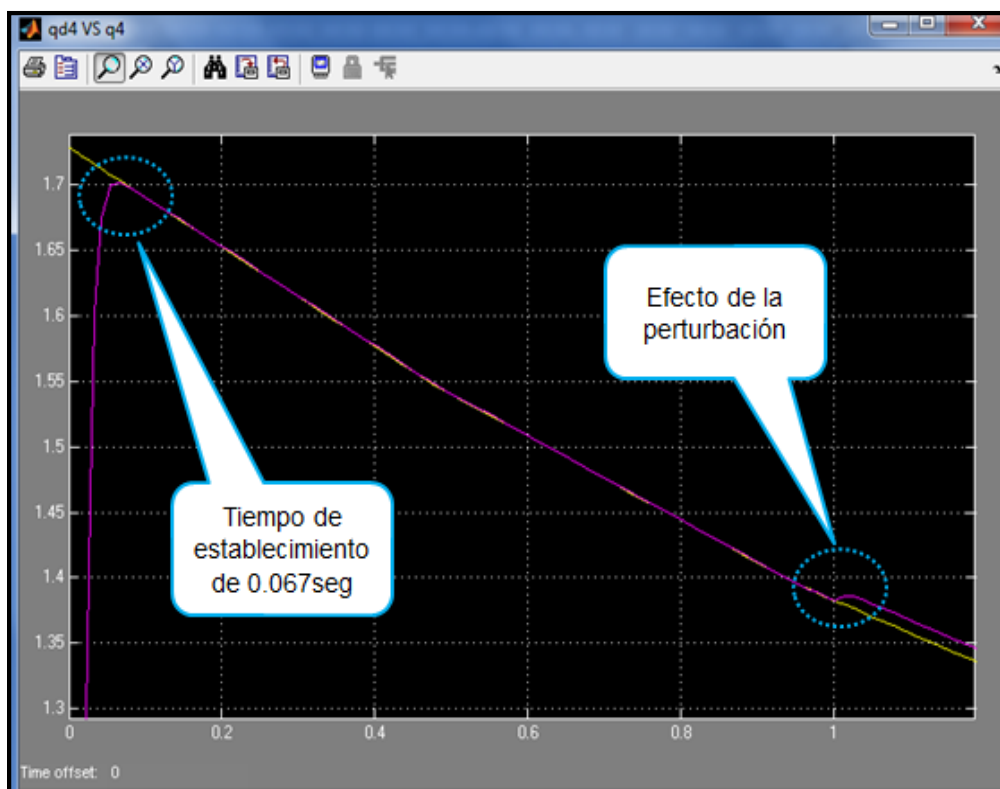 qd4 VS q4
1.7
1.65
1.6
1.55
1.5
1.45
1.4
1.35
1.3
0
0.2
0.4
0.6
0.8
1
Efecto de la
perturbación
Tiempo de
establecimiento
de 0.067seg
Time offset: 0